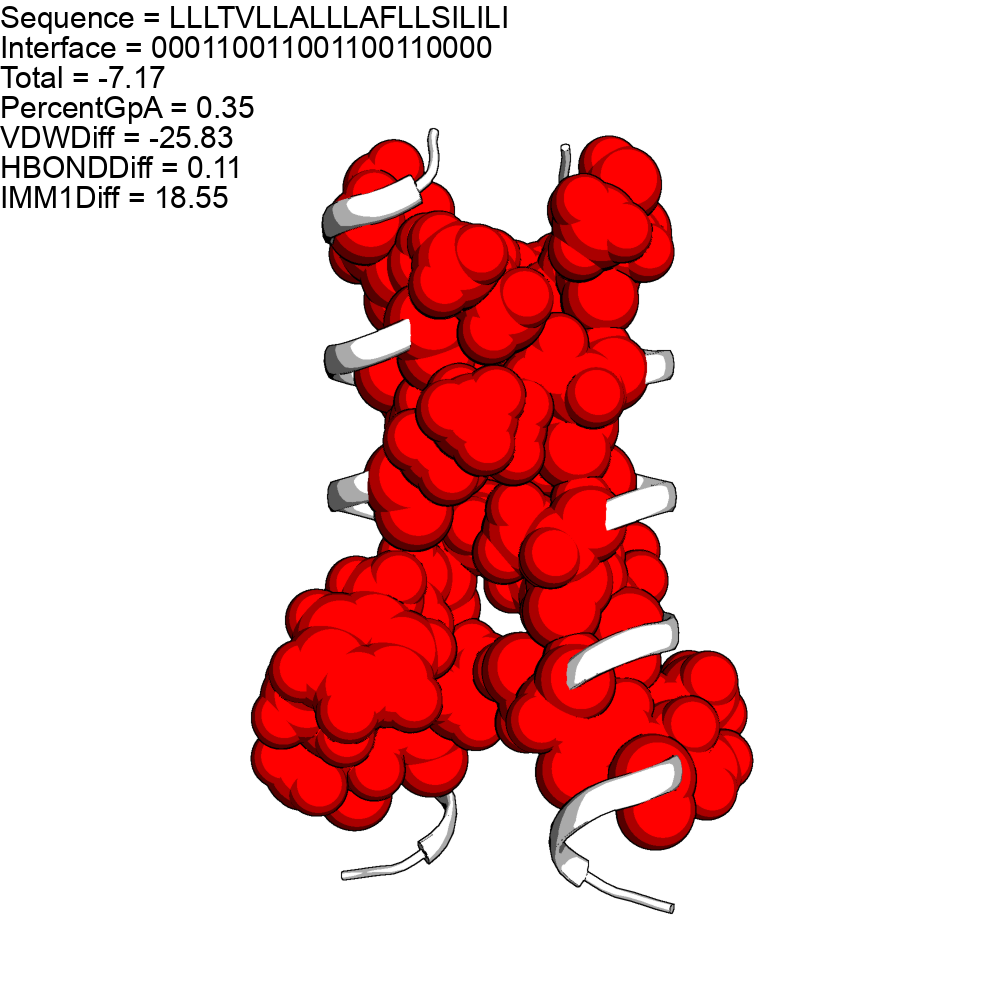 Sequence = LLLTVLLALLLAFLLSILILI
Interface = 000110011001100110000
Total = -7.17
PercentGpA = 0.35
VDWDiff = -25.83
HBONDDiff = 0.11
IMM1Diff = 18.55